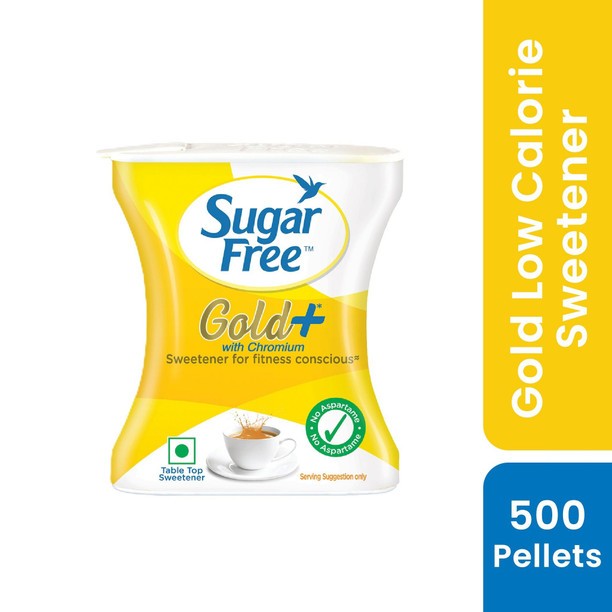 Sugar
Free™
Gold+*
with Chromium
Sweetener for fitness conscious
No Aspartame
No Aspartame
Table Top
Sweetener
Serving Suggestion only
Gold Low Calorie
Sweetener
500
Pellets